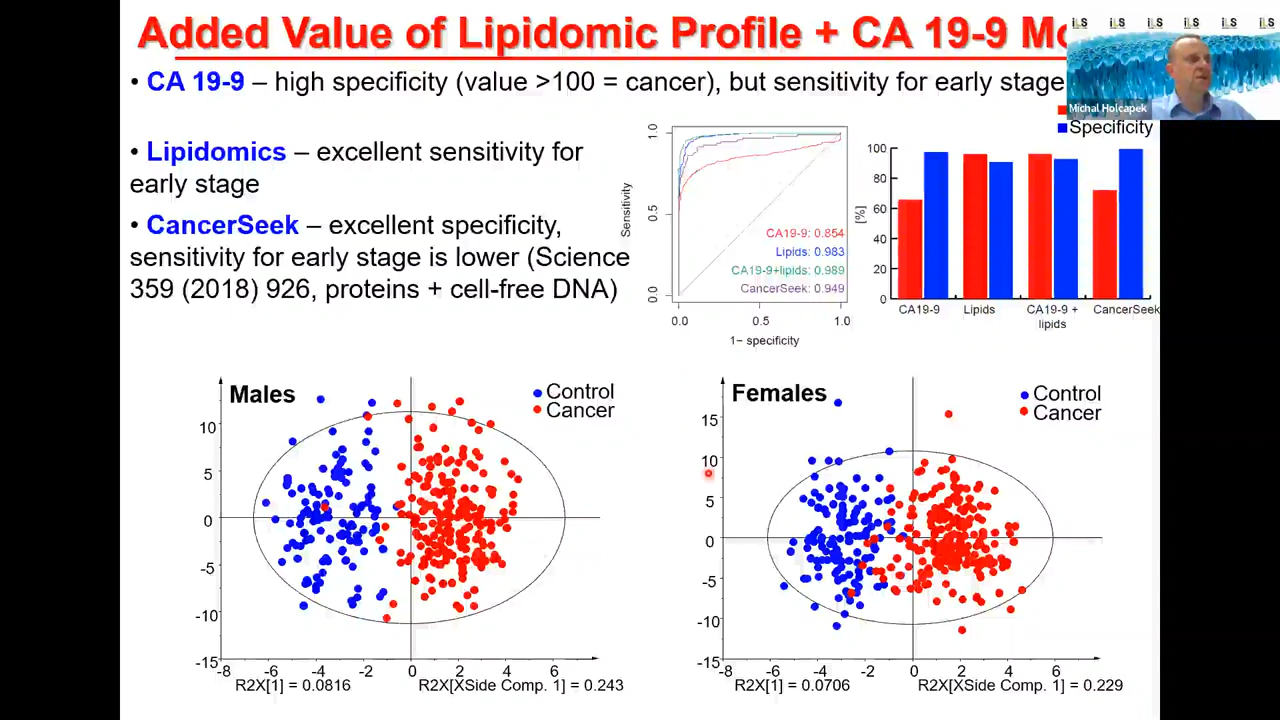 Added Value of Lipidomic Profile + CA 19-9
iLS iLS iLS iLS iLS
• CA 19-9 – high specificity (value >100 = cancer), but sensitivity for early stage
Michal Holcapek
Specificity
• Lipidomics – excellent sensitivity for
early stage
• CancerSeek – excellent specificity,
sensitivity for early stage is lower (Science
359 (2018) 926, proteins + cell-free DNA)
1.0
0.5
0.0
Sensitivity
CA19-9: 0.854
Lipids: 0.983
CA19-9+lipids: 0.989
CancerSeek: 0.949
0.0 0.5 1.0
1− specificity
100
80
60
40
20
0
[%]
CA19-9 Lipids CA19-9 + CancerSeek
lipids
Males
Control
Cancer
10
5
0
-5
-10
-15
-8 -6 -4 -2 0 2 4 6
R2X[1] = 0.0816 R2X[XSide Comp. 1] = 0.243
Females
Control
Cancer
15
10
5
0
-5
-10
-15
-8 -6 -4 -2 0 2 4 6
R2X[1] = 0.0706 R2X[XSide Comp. 1] = 0.229